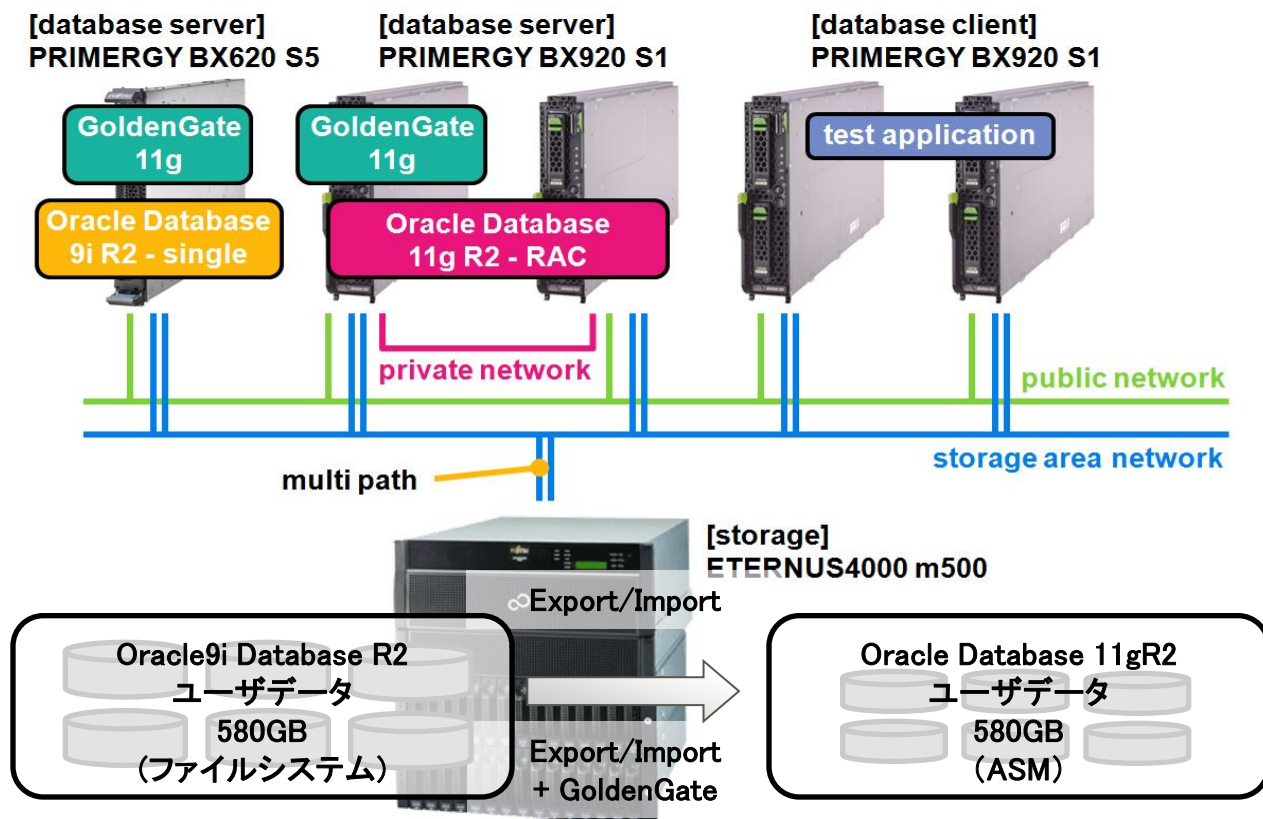 [database server]
PRIMERGY BX620 S5
[database server]
PRIMERGY BX920 S1
[database client]
PRIMERGY BX920 S1
GoldenGate
11g
GoldenGate
11g
test application
Oracle Database
9i R2 - single
Oracle Database
11g R2 - RAC
private network
public network
storage area network
multi path
[storage]
ETERNUS4000 m500
Export/Import
Oracle9i Database R2
ユーザデータ
580GB
(ファイルシステム)
Export/Import
+ GoldenGate
Oracle Database 11gR2
ユーザデータ
580GB
(ASM)